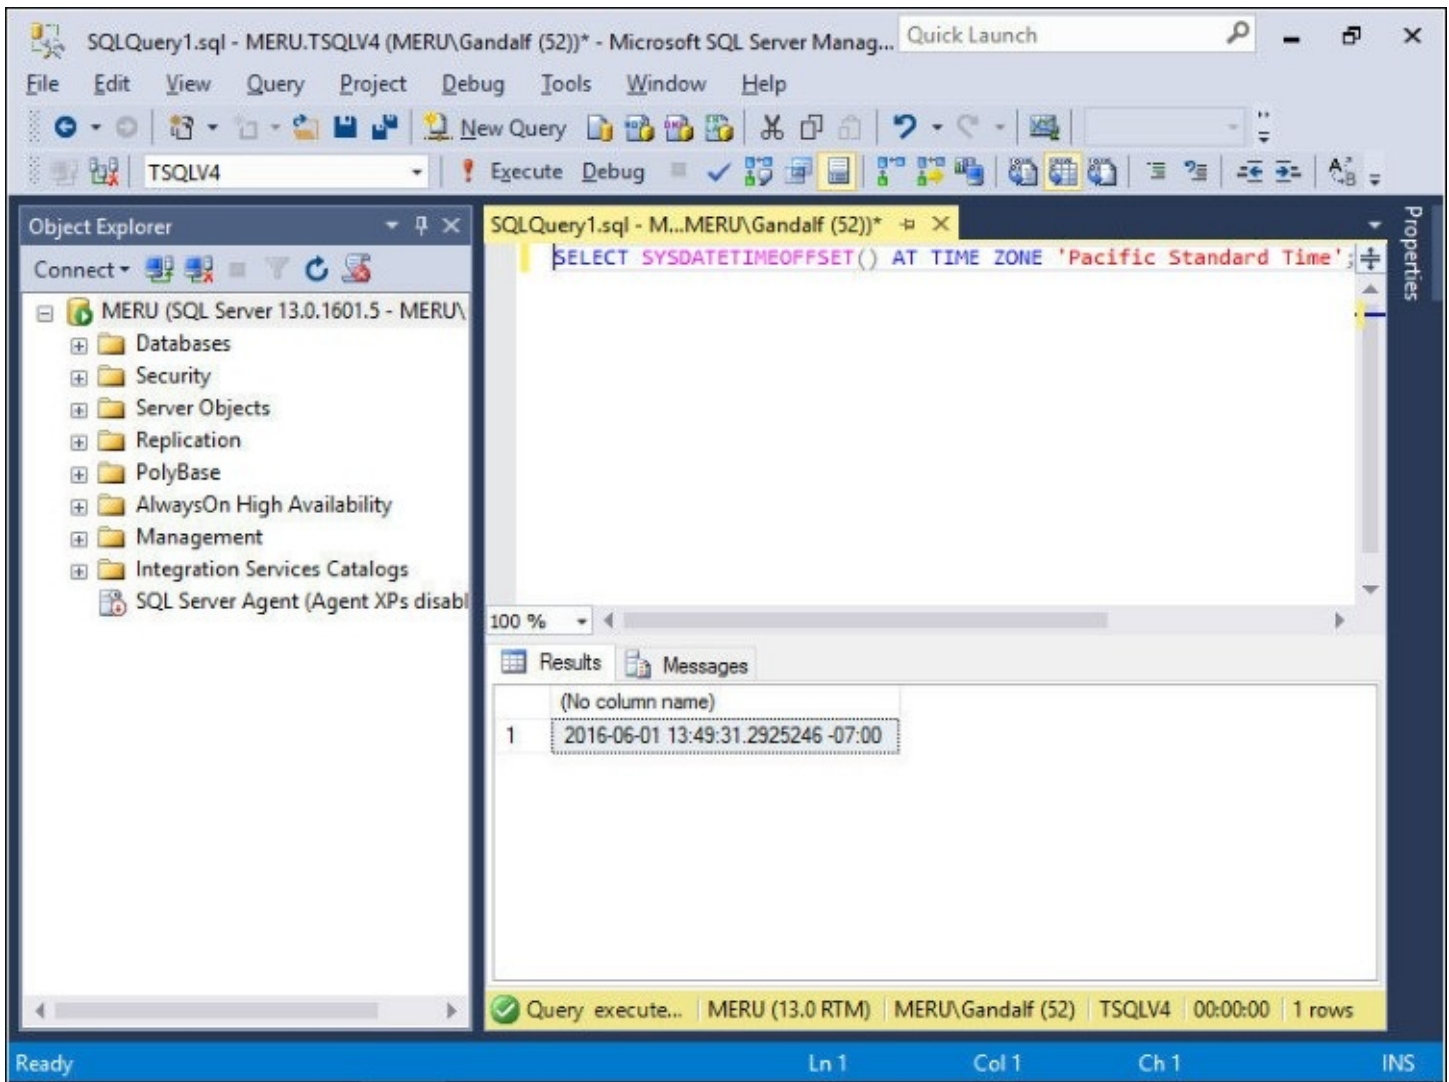 SQLQuery1.sql - MERU.TSQLV4 (MERU\Gandalf (52))* - Microsoft SQL Server Manag...
Quick Launch
File Edit View Query Project Debug Tools Window Help
New Query
TSQLV4
Execute Debug
Object Explorer
SQLQuery1.sql - M...MERU\Gandalf (52))*
Properties
Connect
SELECT SYSDATETIMEOFFSET() AT TIME ZONE 'Pacific Standard Time';
MERU (SQL Server 13.0.1601.5 - MERU\
Databases
Security
Server Objects
Replication
PolyBase
AlwaysOn High Availability
Management
Integration Services Catalogs
SQL Server Agent (Agent XPs disabl
100 %
Results Messages
(No column name)
1 2016-06-01 13:49:31.2925246 -07:00
Query execute... MERU (13.0 RTM) MERU\Gandalf (52) TSQLV4 00:00:00 1 rows
Ready Ln 1 Col 1 Ch 1 INS